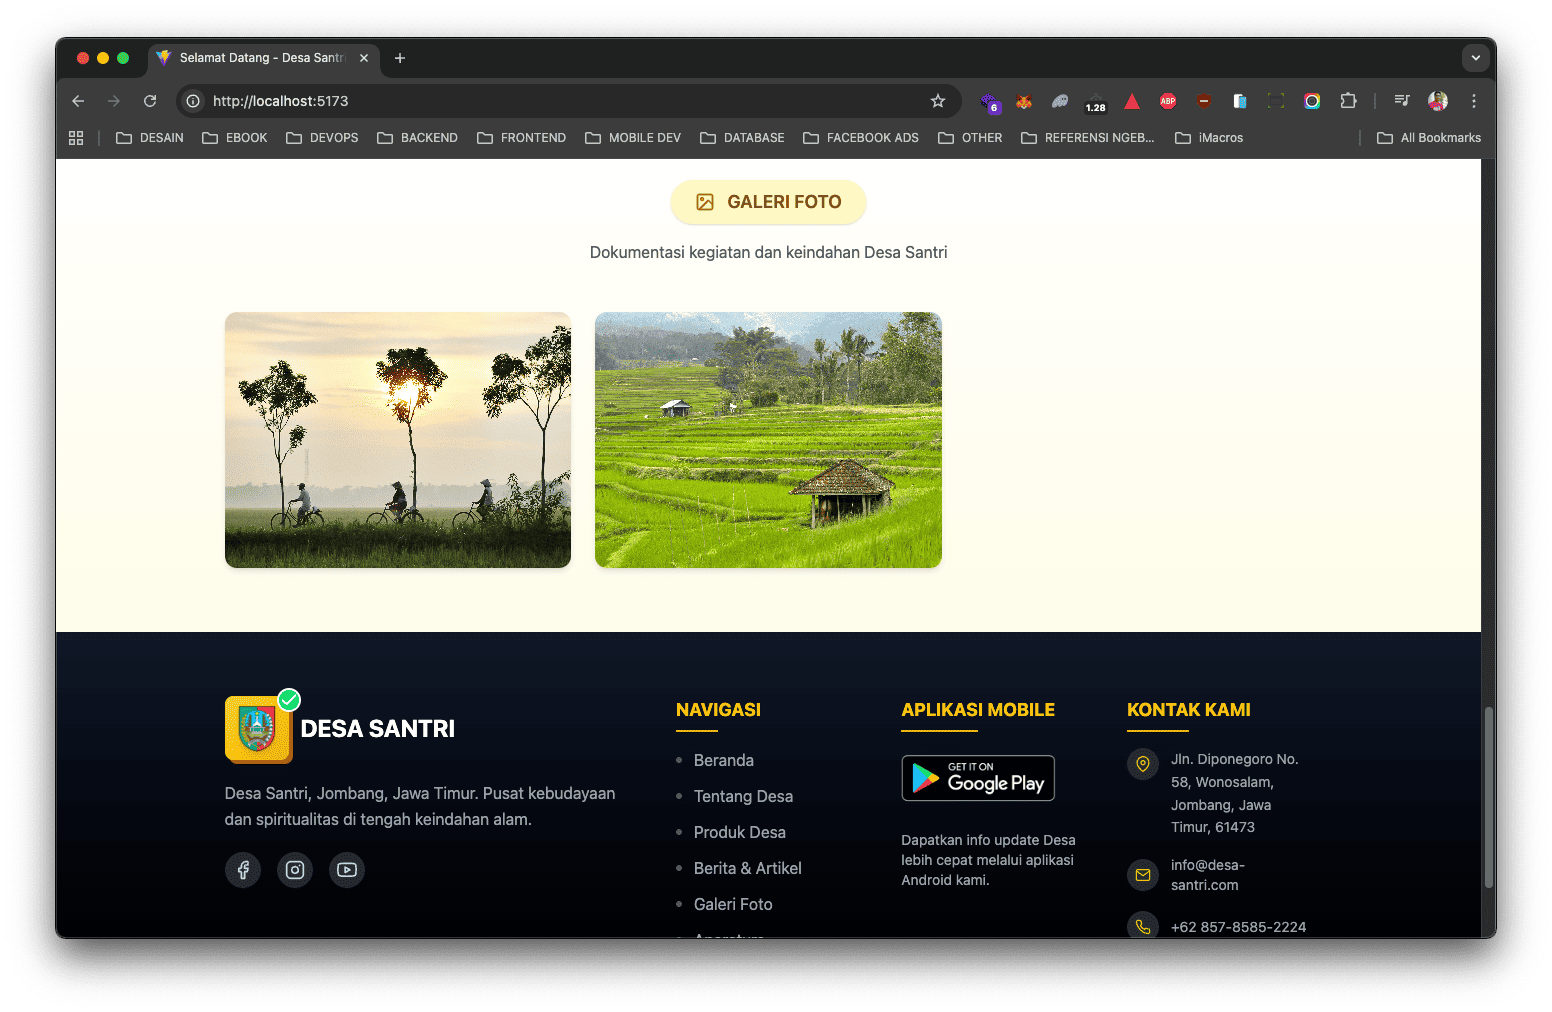 Selamat Datang - Desa Santri
http://localhost:5173
6
1.28
ABP
DESAIN
EBOOK
DEVOPS
BACKEND
FRONTEND
MOBILE DEV
DATABASE
FACEBOOK ADS
OTHER
REFERENSI NGEB...
iMacros
All Bookmarks
GALERI FOTO
Dokumentasi kegiatan dan keindahan Desa Santri
DESA SANTRI
Desa Santri, Jombang, Jawa Timur. Pusat kebudayaan
dan spiritualitas di tengah keindahan alam.
NAVIGASI
Beranda
Tentang Desa
Produk Desa
Berita & Artikel
Galeri Foto
APLIKASI MOBILE
GET IT ON
Google Play
Dapatkan info update Desa
lebih cepat melalui aplikasi
Android kami.
KONTAK KAMI
Jln. Diponegoro No.
58, Wonosalam,
Jombang, Jawa
Timur, 61473
info@desa-
santri.com
+62 857-8585-2224